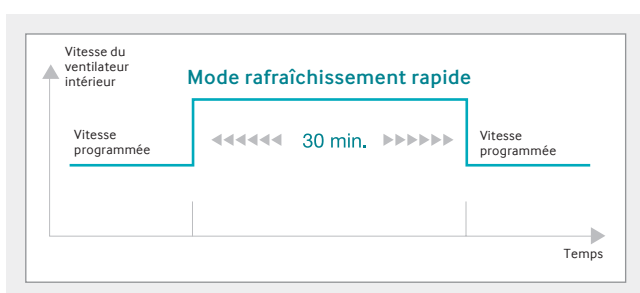 Vitesse du
ventilateur
intérieur
Mode rafraîchissement rapide
Vitesse
programmée
30 min.
Vitesse
programmée
Temps